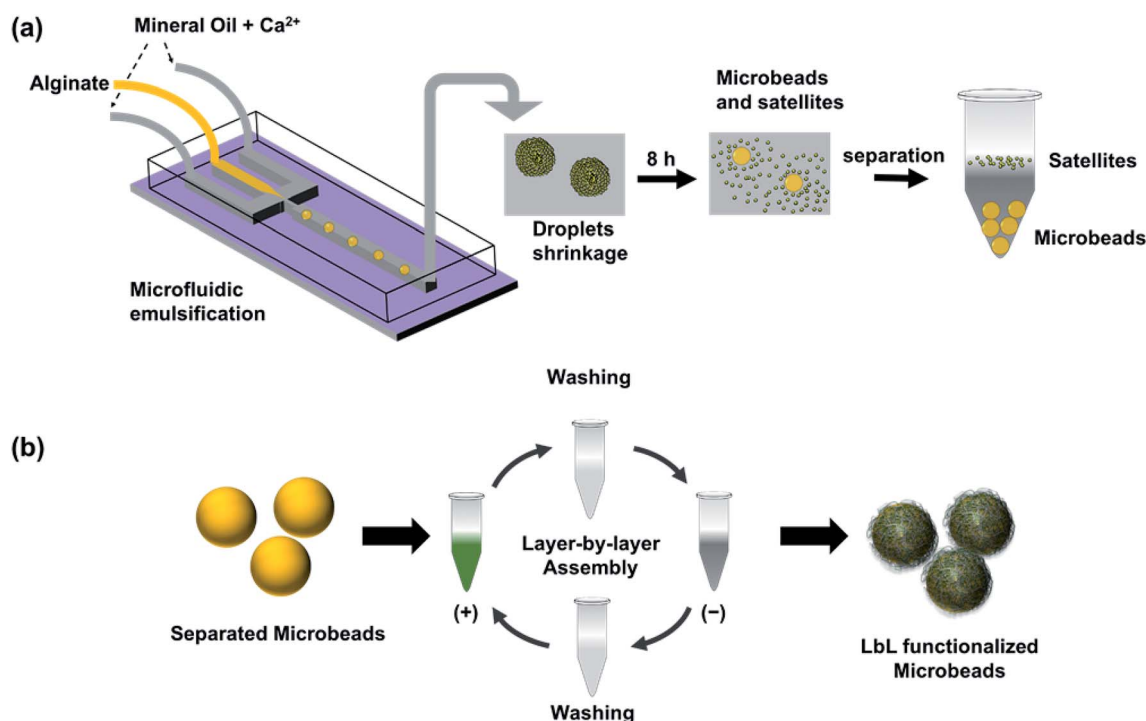 (a)
Mineral Oil + Ca²⁺
Alginate
Microfluidic
emulsification
Droplets
shrinkage
8 h
Microbeads
and satellites
separation
Satellites
Microbeads
(b)
Separated Microbeads
Washing
(+)
Layer-by-layer
Assembly
(−)
Washing
LbL functionalized
Microbeads